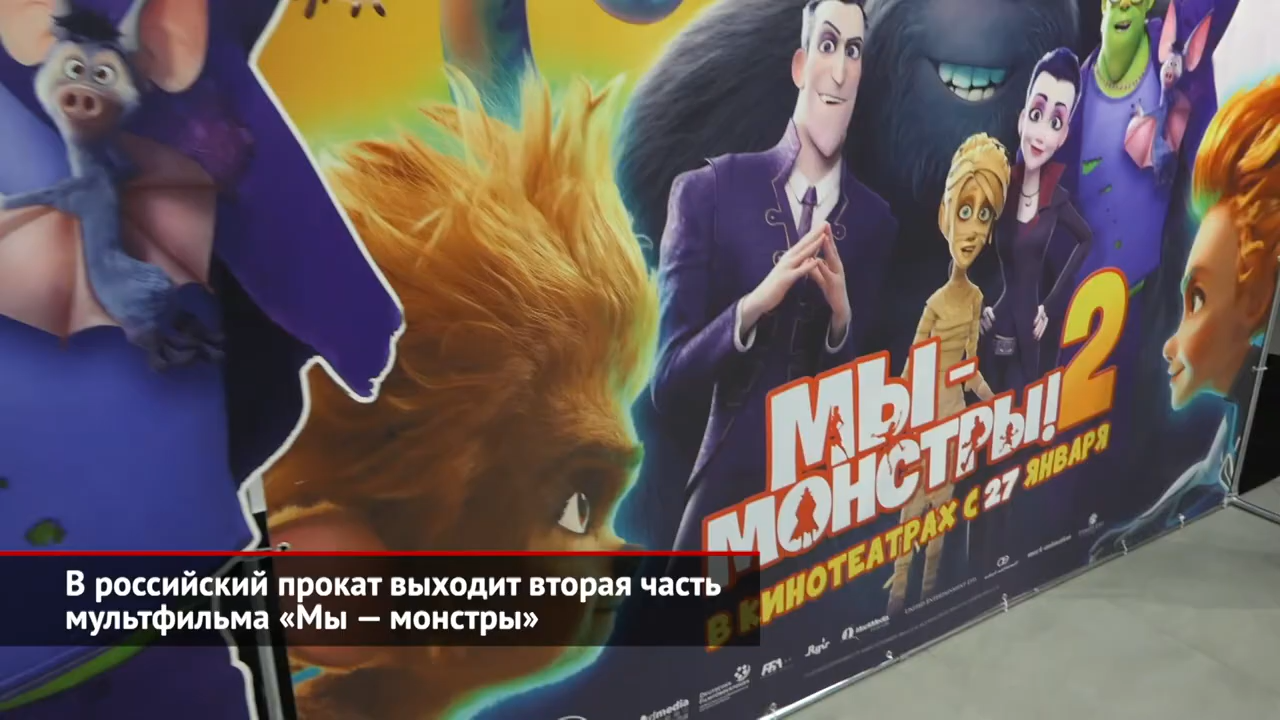 МЫ -
МОНСТРЫ! 2
В КИНОТЕАТРАХ С 27 ЯНВАРЯ
В российский прокат выходит вторая часть
мультфильма «Мы — монстры»